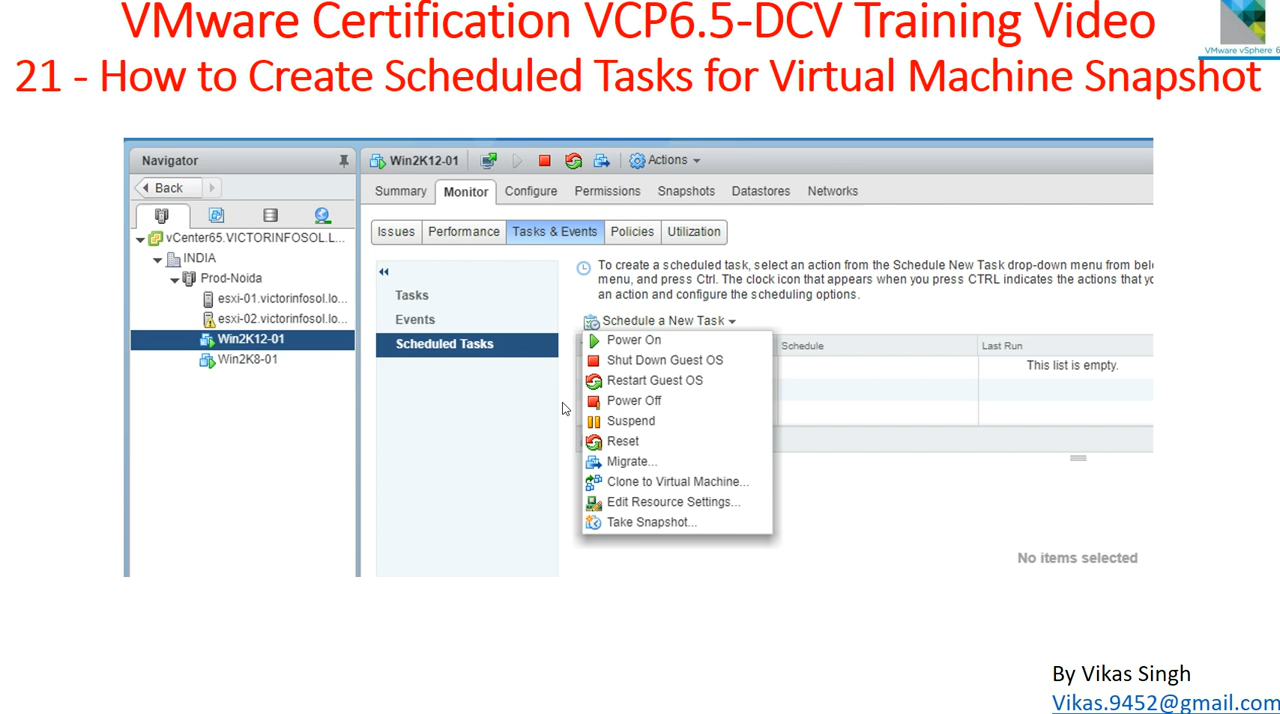 VMware Certification VCP6.5-DCV Training Video
VMware vSphere 6
21 - How to Create Scheduled Tasks for Virtual Machine Snapshot
Navigator
Back
vCenter65.VICTORINFOSOL.L...
INDIA
Prod-Noida
esxi-01.victorinfosol.lo...
esxi-02.victorinfosol.lo...
Win2K12-01
Win2K8-01
Win2K12-01
Actions
Summary Monitor Configure Permissions Snapshots Datastores Networks
Issues Performance Tasks & Events Policies Utilization
Tasks
Events
Scheduled Tasks
To create a scheduled task, select an action from the Schedule New Task drop-down menu from bel
menu, and press Ctrl. The clock icon that appears when you press CTRL indicates the actions that yo
an action and configure the scheduling options.
Schedule a New Task
Schedule Last Run
This list is empty.
Power On
Shut Down Guest OS
Restart Guest OS
Power Off
Suspend
Reset
Migrate...
Clone to Virtual Machine...
Edit Resource Settings...
Take Snapshot...
No items selected
By Vikas Singh
Vikas.9452@gmail.com